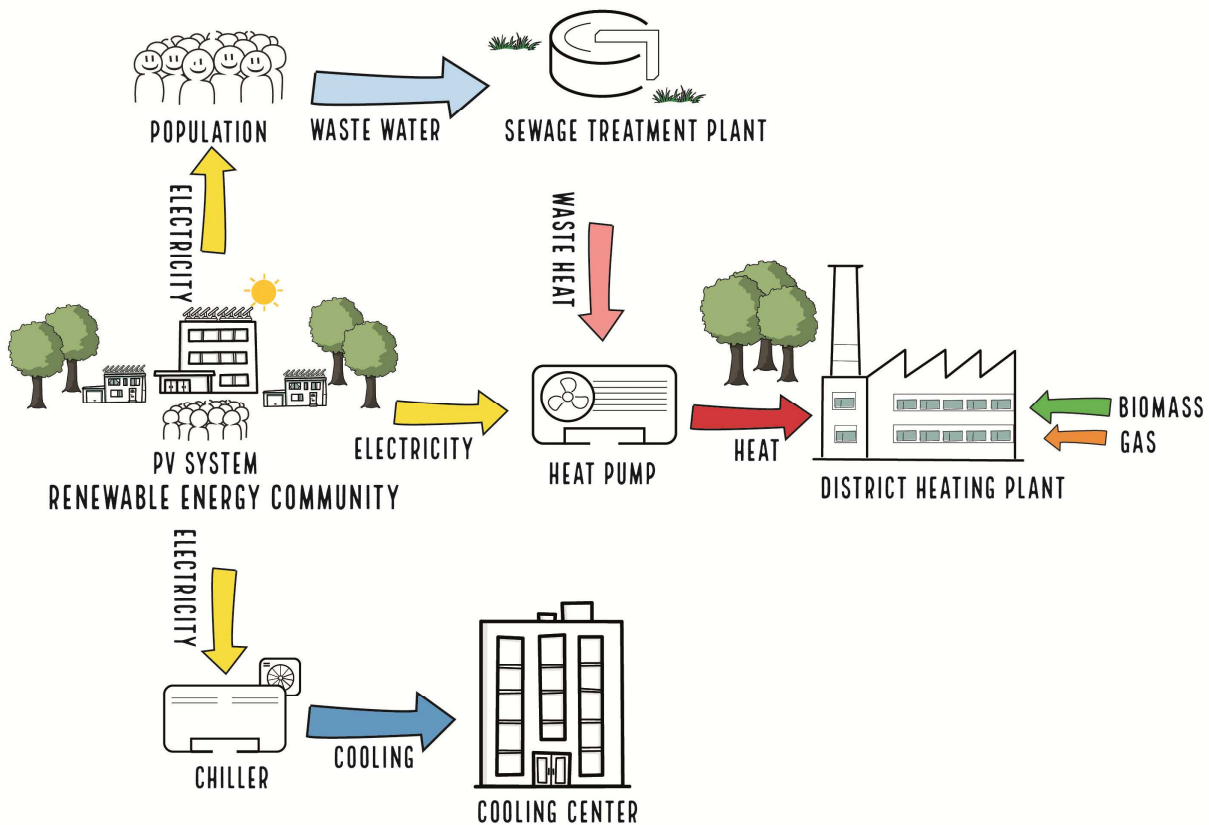 POPULATION
WASTE WATER
SEWAGE TREATMENT PLANT
ELECTRICITY
WASTE HEAT
PV SYSTEM
RENEWABLE ENERGY COMMUNITY
ELECTRICITY
HEAT PUMP
HEAT
DISTRICT HEATING PLANT
BIOMASS
GAS
ELECTRICITY
CHILLER
COOLING
COOLING CENTER